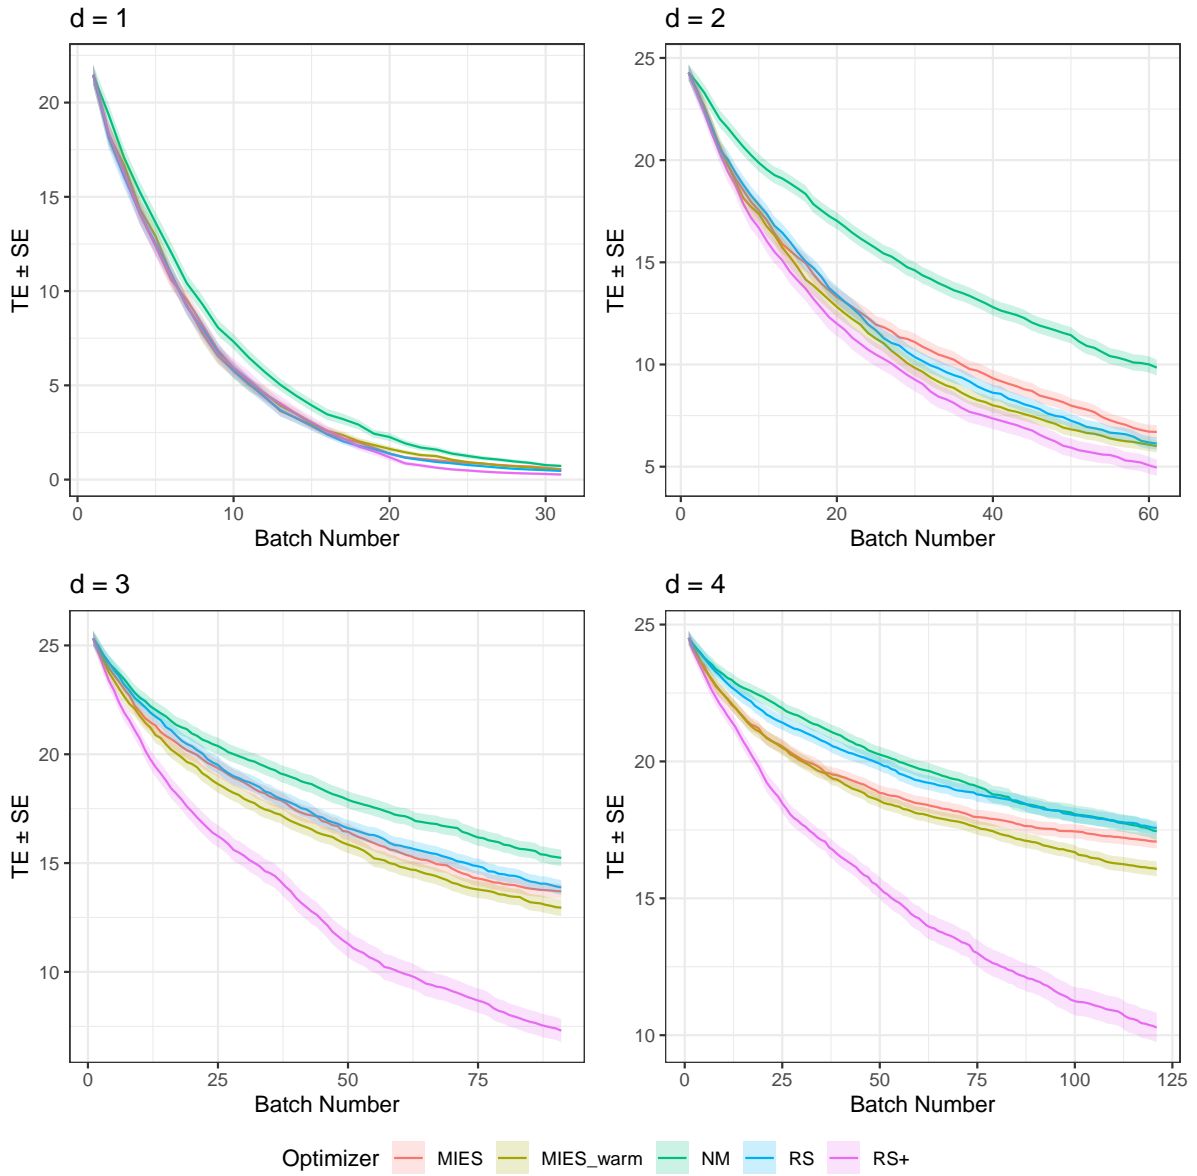 d = 1
20
15
10
5
0
TE ± SE
0 10 20 30
Batch Number
d = 2
25
20
15
10
5
TE ± SE
0 20 40 60
Batch Number
d = 3
25
20
15
10
TE ± SE
0 25 50 75
Batch Number
d = 4
25
20
15
10
TE ± SE
0 25 50 75 100 125
Batch Number
Optimizer MIES MIES_warm NM RS RS+